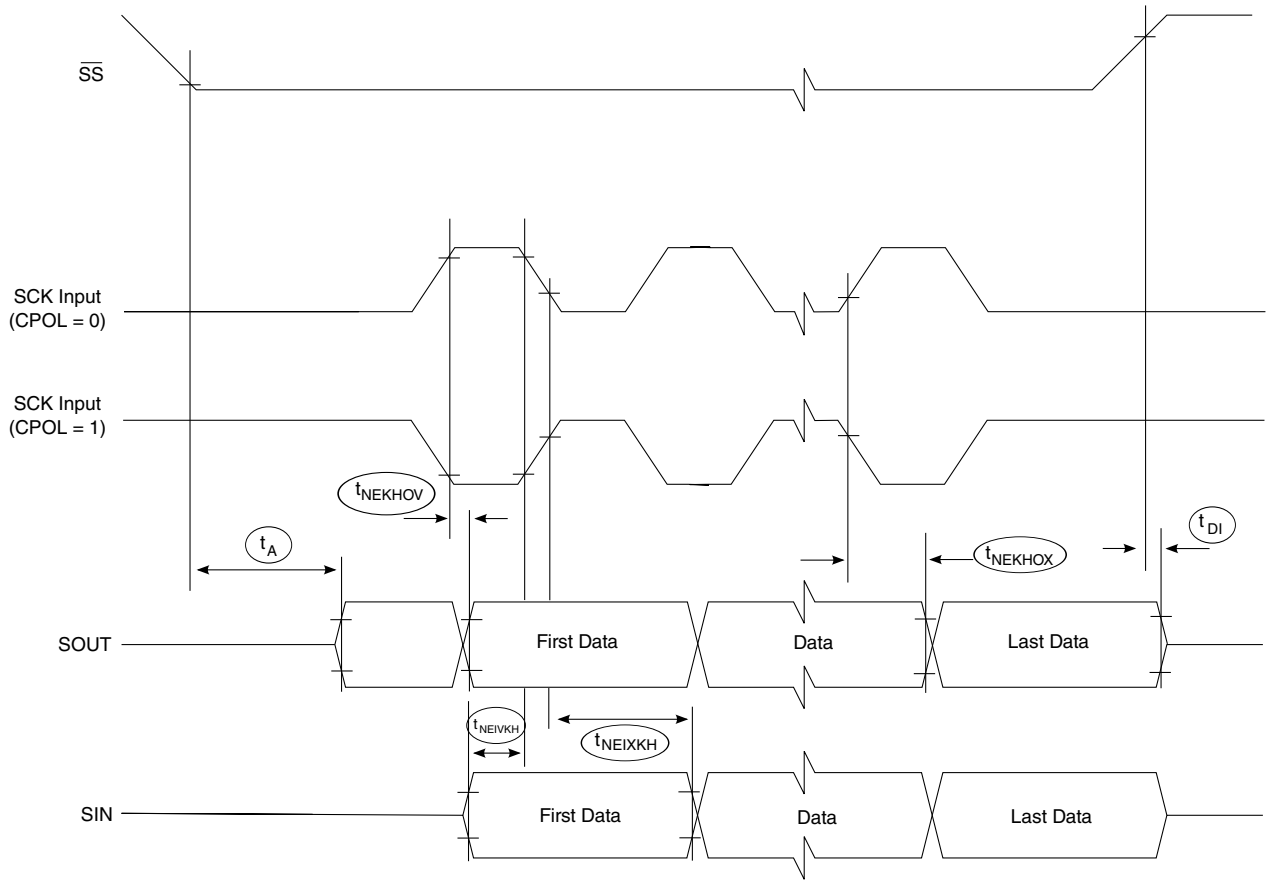 SS
SCK Input
(CPOL = 0)
SCK Input
(CPOL = 1)
tNEKHOV
tA
tDI
tNEKHOX
SOUT
First Data
Data
Last Data
tNEIVKH
tNEIXKH
SIN
First Data
Data
Last Data